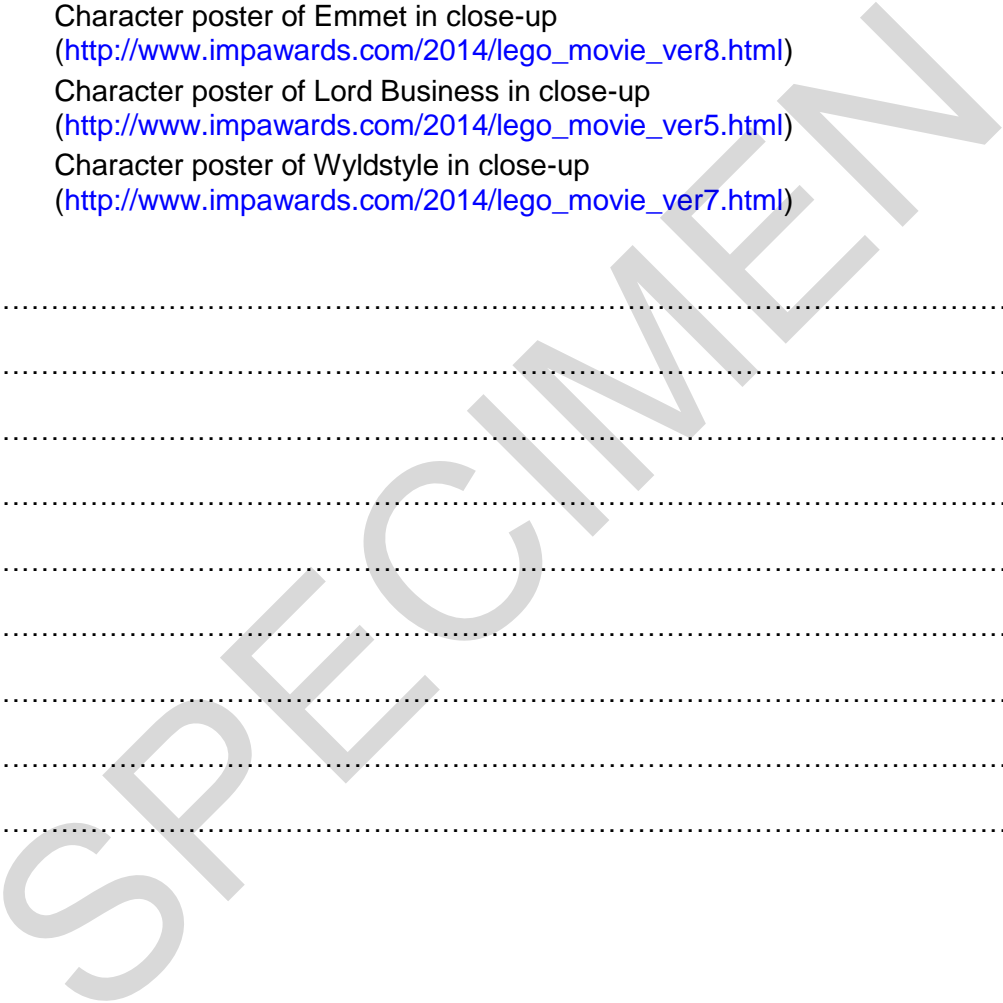 Character poster of Emmet in close-up
(http://www.impawards.com/2014/lego_movie_ver8.html)
Character poster of Lord Business in close-up
(http://www.impawards.com/2014/lego_movie_ver5.html)
Character poster of Wyldstyle in close-up
(http://www.impawards.com/2014/lego_movie_ver7.html)
SPECIMEN